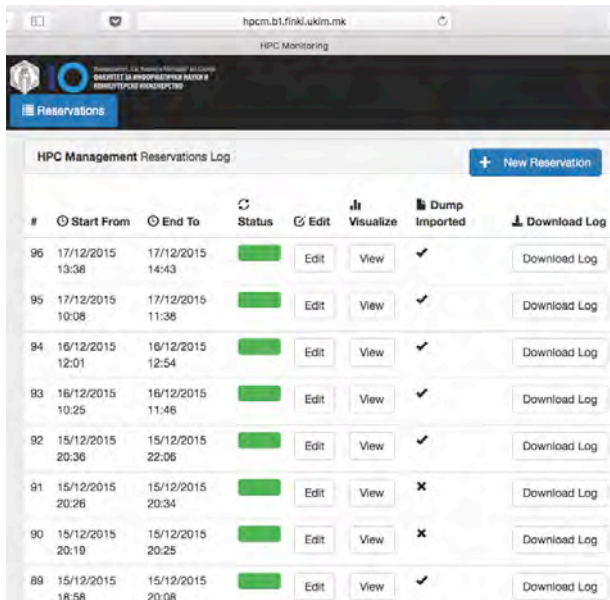 hpcm.b1.finki.ukim.mk
HPC Monitoring
ФАКУЛТЕТ ЗА ИНФОРМАТИЧКИ НАУКИ И
КОМПЈУТЕРСКО ИНЖЕНЕРСТВО
Reservations
HPC Management Reservations Log
+ New Reservation
# Start From End To Status Edit Visualize Dump Imported Download Log
96 17/12/2015 13:38 17/12/2015 14:43 Edit View ✔ Download Log
95 17/12/2015 10:08 17/12/2015 11:38 Edit View ✔ Download Log
94 16/12/2015 12:01 16/12/2015 12:54 Edit View ✔ Download Log
93 16/12/2015 10:25 16/12/2015 11:46 Edit View ✔ Download Log
92 15/12/2015 20:36 15/12/2015 22:06 Edit View ✔ Download Log
91 15/12/2015 20:26 15/12/2015 20:34 Edit View ✖ Download Log
90 15/12/2015 20:19 15/12/2015 20:25 Edit View ✖ Download Log
89 15/12/2015 18:58 15/12/2015 20:08 Edit View ✔ Download Log